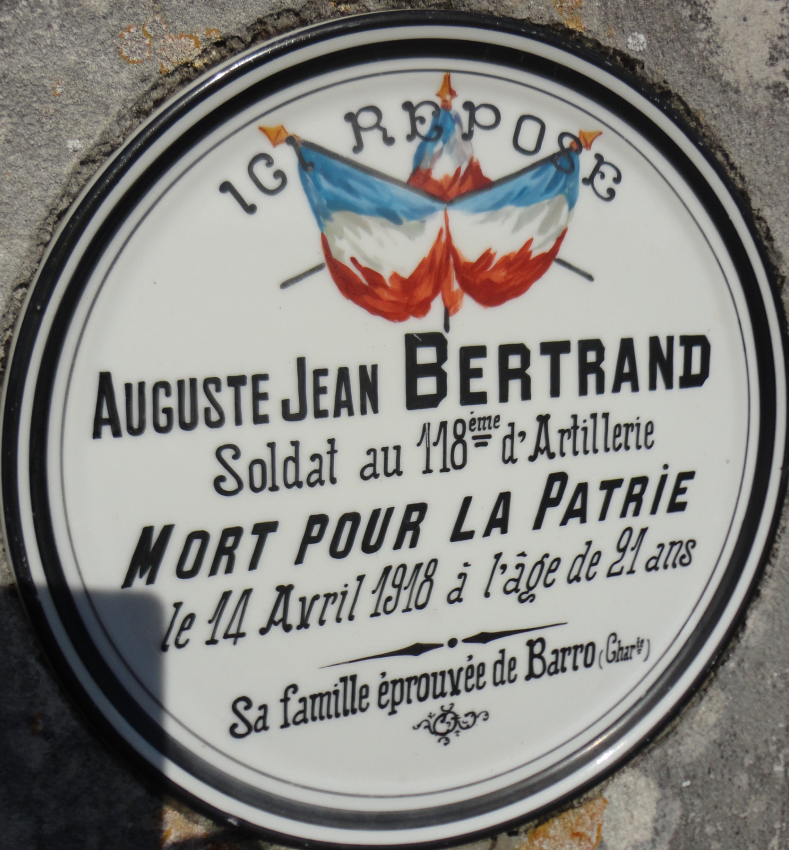 ICI REPOSE
AUGUSTE JEAN BERTRAND
Soldat au 118ème d'Artillerie
MORT POUR LA PATRIE
le 14 Avril 1918 à l'âge de 21 ans
Sa famille éprouvée de Barro (Charte)